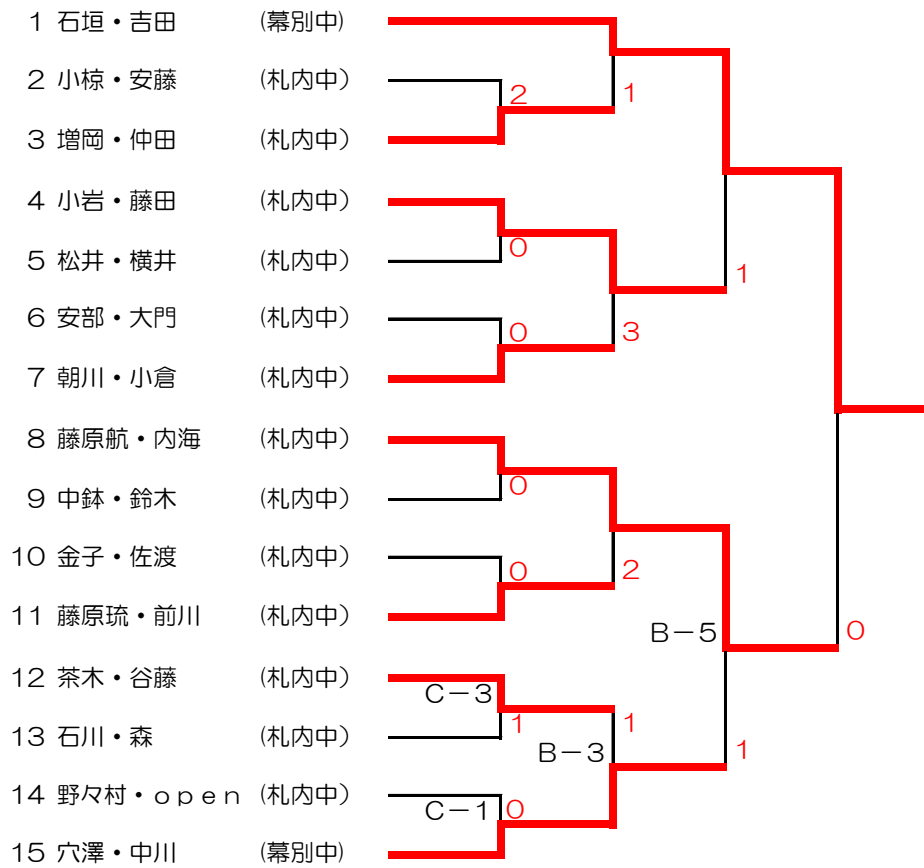 1 石垣・吉田 (幕別中)
2 小椋・安藤 (札内中)
2
1
3 増岡・仲田 (札内中)
4 小岩・藤田 (札内中)
0
5 松井・横井 (札内中)
1
6 安部・大門 (札内中)
0
3
7 朝川・小倉 (札内中)
8 藤原航・内海 (札内中)
0
9 中鉢・鈴木 (札内中)
10 金子・佐渡 (札内中)
0
2
11 藤原琉・前川 (札内中)
B-5
0
12 茶木・谷藤 (札内中)
C-3
1
1
13 石川・森 (札内中)
B-3
1
14 野々村・open (札内中)
C-1
0
15 穴澤・中川 (幕別中)